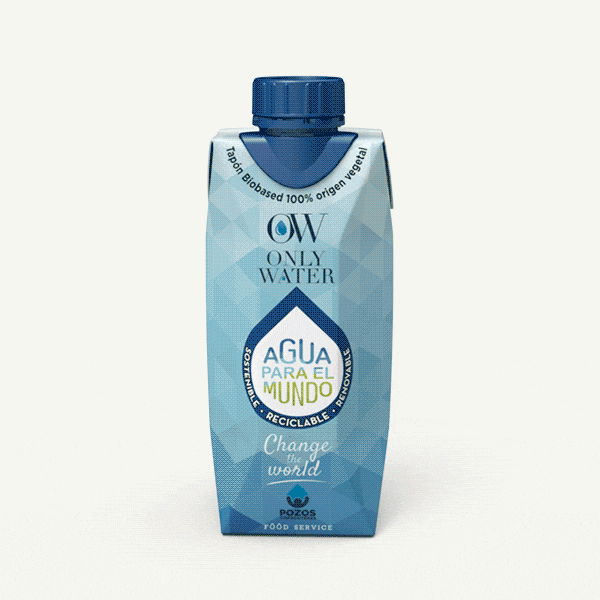 Tapón Biobased 100% origen vegetal
OW
ONLY
WATER
AGUA
PARA EL
MUNDO
SOSTENIBLE · RECICLABLE · RENOVABLE
Change
the
world
POZOS
FOOD SERVICE